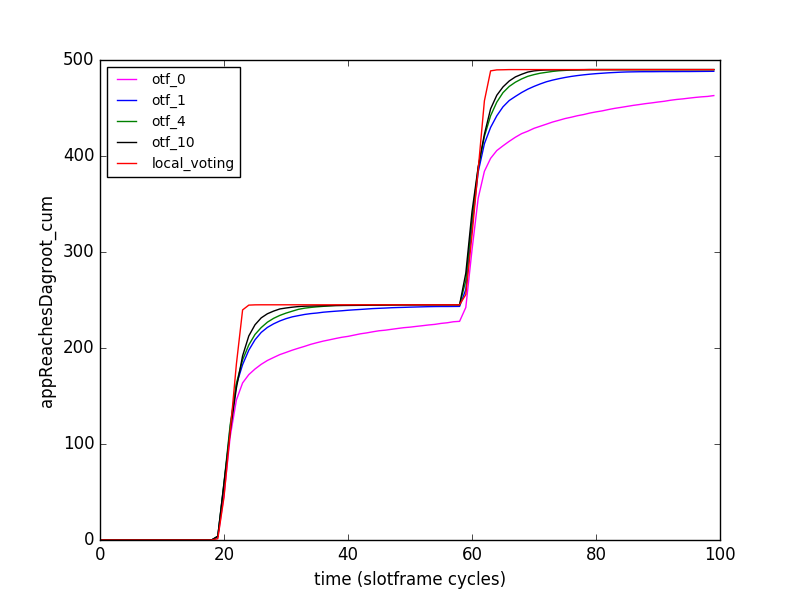 500
400
300
200
100
0
appReachesDagroot_cum
otf_0
otf_1
otf_4
otf_10
local_voting
0 20 40 60 80 100
time (slotframe cycles)